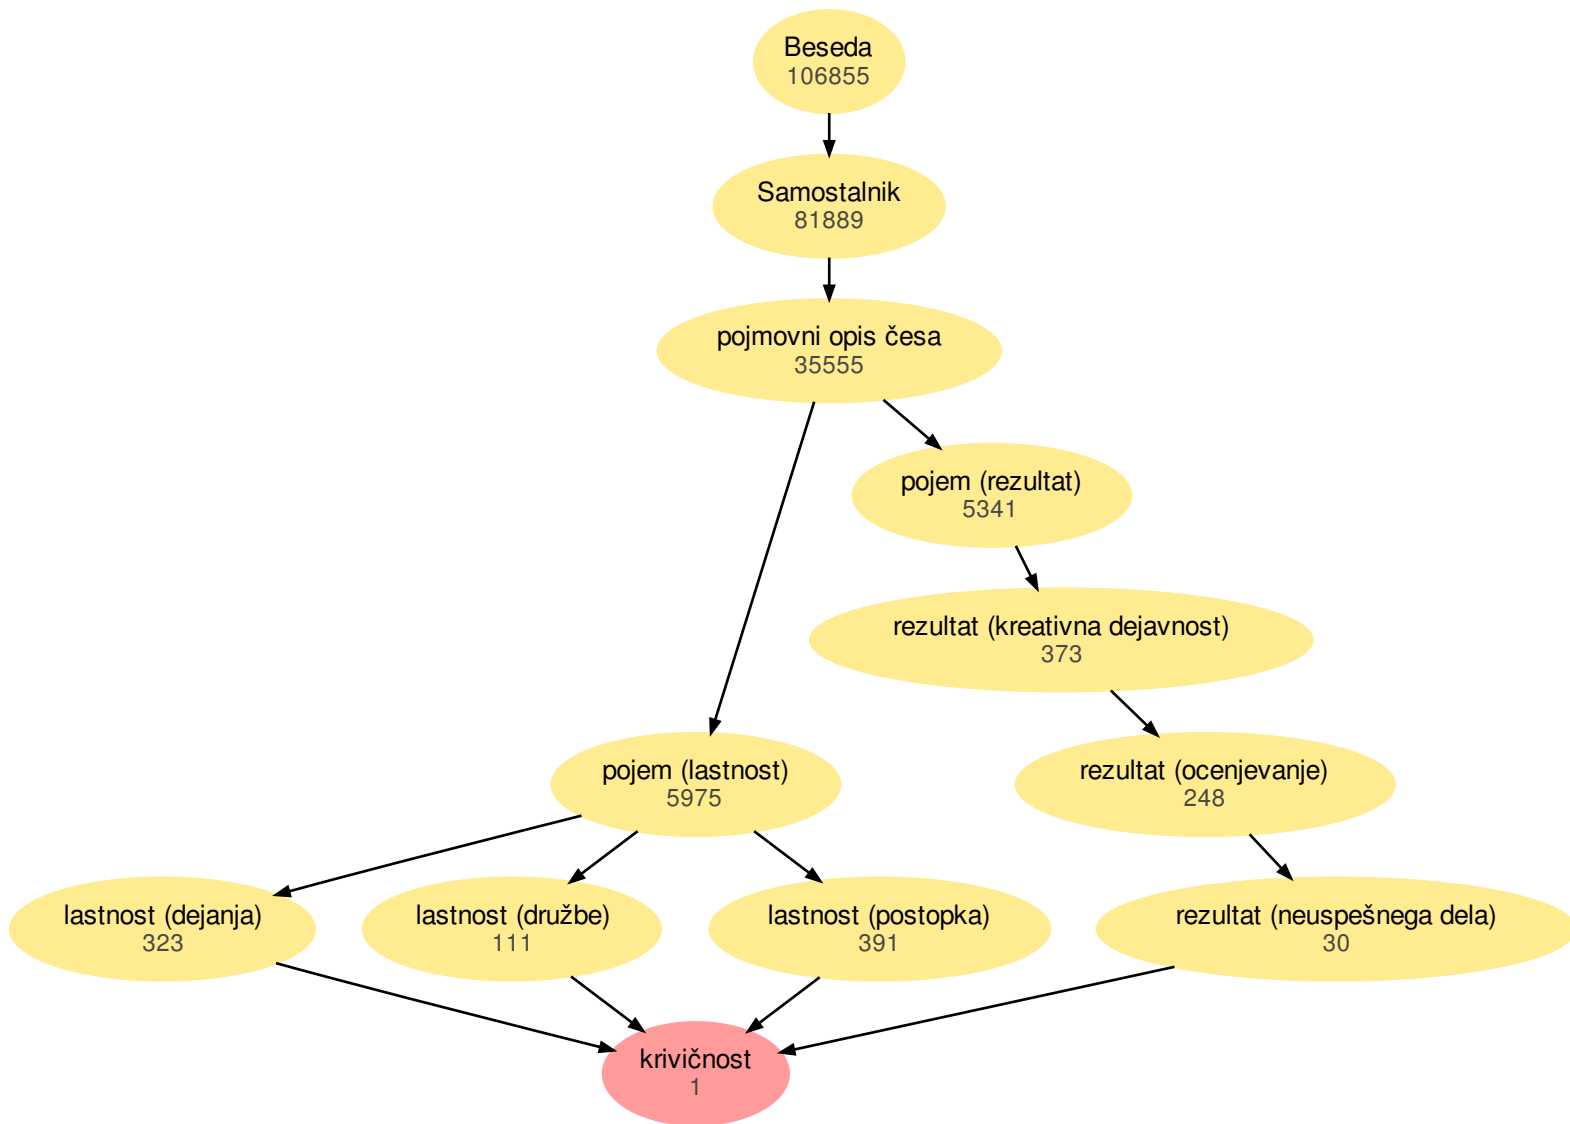 Beseda
106855
Samostalnik
81889
pojmovni opis česa
35555
pojem (rezultat)
5341
rezultat (kreativna dejavnost)
373
pojem (lastnost)
5975
rezultat (ocenjevanje)
248
lastnost (dejanja)
323
lastnost (družbe)
111
lastnost (postopka)
391
rezultat (neuspešnega dela)
30
krivičnost
1